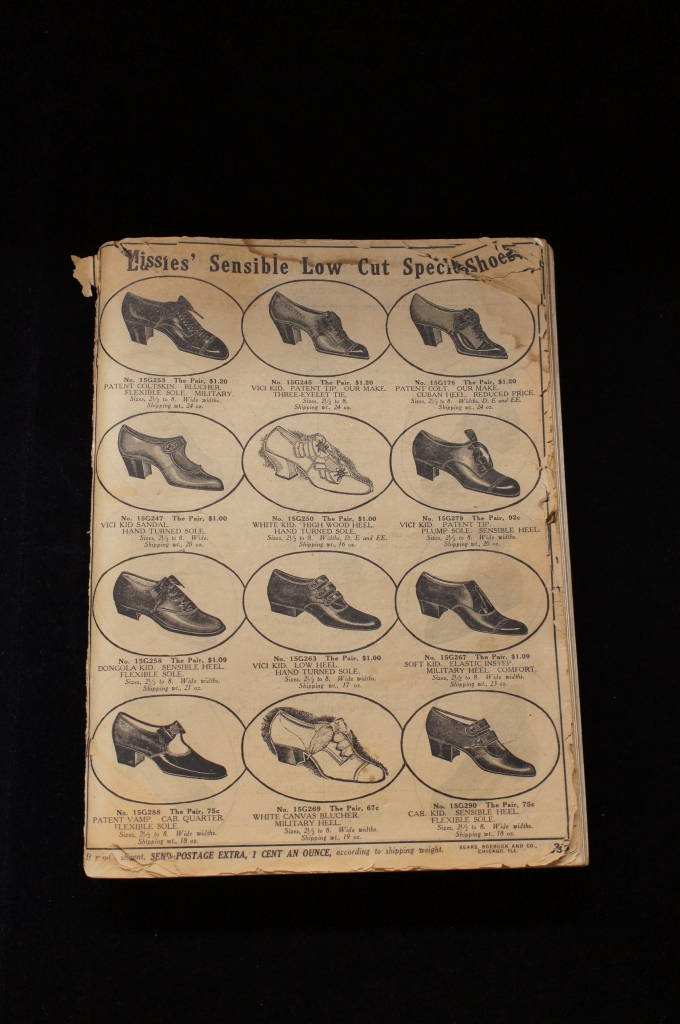 Missies' Sensible Low Cut Special Shoes
No. 15G253 The Pair, $1.20
PATENT COLTSKIN. BLUCHER.
FLEXIBLE SOLE. MILITARY.
Sizes, 2½ to 8. Wide widths.
Shipping wt., 24 oz.
No. 15G245 The Pair, $1.20
VICI KID. PATENT TIP. OUR MAKE.
THREE-EYELET TIE.
Sizes, 2½ to 8.
Shipping wt., 24 oz.
No. 15G176 The Pair, $1.20
PATENT COLT. OUR MAKE.
CUBAN HEEL. REDUCED PRICE.
Sizes, 2½ to 8. Widths, D, E and EE.
Shipping wt., 24 oz.
No. 15G247 The Pair, $1.00
VICI KID SANDAL.
HAND TURNED SOLE.
Sizes, 2½ to 8. Wide.
Shipping wt., 20 oz.
No. 15G250 The Pair, $1.00
WHITE KID. HIGH WOOD HEEL.
HAND TURNED SOLE.
Sizes, 2½ to 8. Widths, D, E and EE.
Shipping wt., 16 oz.
No. 15G279 The Pair, 92c
VICI KID. PATENT TIP.
PLUMP SOLE. SENSIBLE HEEL.
Sizes, 2½ to 8. Wide widths.
Shipping wt., 20 oz.
No. 15G258 The Pair, $1.09
DONGOLA KID. SENSIBLE HEEL.
FLEXIBLE SOLE.
Sizes, 2½ to 8. Wide widths.
Shipping wt., 21 oz.
No. 15G263 The Pair, $1.00
VICI KID. LOW HEEL.
HAND TURNED SOLE.
Sizes, 2½ to 8. Wide widths.
Shipping wt., 17 oz.
No. 15G267 The Pair, $1.09
SOFT KID. ELASTIC INSTEP.
MILITARY HEEL. COMFORT.
Sizes, 2½ to 8. Wide widths.
Shipping wt., 23 oz.
No. 15G288 The Pair, 75c
PATENT VAMP. CAB. QUARTER.
FLEXIBLE SOLE.
Sizes, 2½ to 8. Wide widths.
Shipping wt., 18 oz.
No. 15G269 The Pair, 67c
WHITE CANVAS BLUCHER.
MILITARY HEEL.
Sizes, 2½ to 8. Wide widths.
Shipping wt., 19 oz.
No. 15G290 The Pair, 75c
CAB. KID. SENSIBLE HEEL.
FLEXIBLE SOLE.
Sizes, 2½ to 8. Wide widths.
Shipping wt., 18 oz.
SEND POSTAGE EXTRA, 1 CENT AN OUNCE, according to shipping weight.
SEARS, ROEBUCK AND CO.,
CHICAGO, ILL.